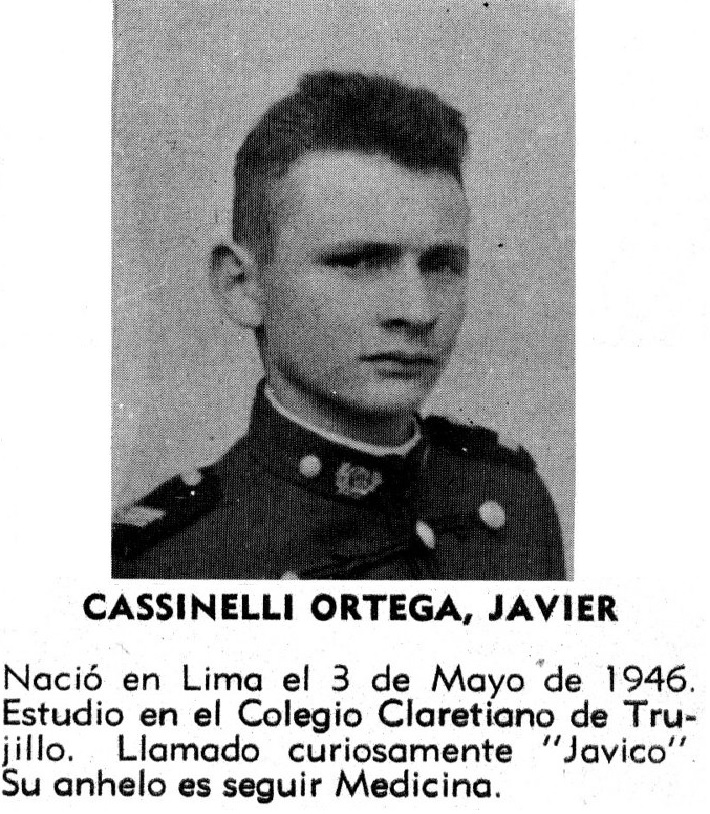 CASSINELLI ORTEGA, JAVIER
Nació en Lima el 3 de Mayo de 1946.
Estudio en el Colegio Claretiano de Tru-
jillo. Llamado curiosamente "Javico"
Su anhelo es seguir Medicina.